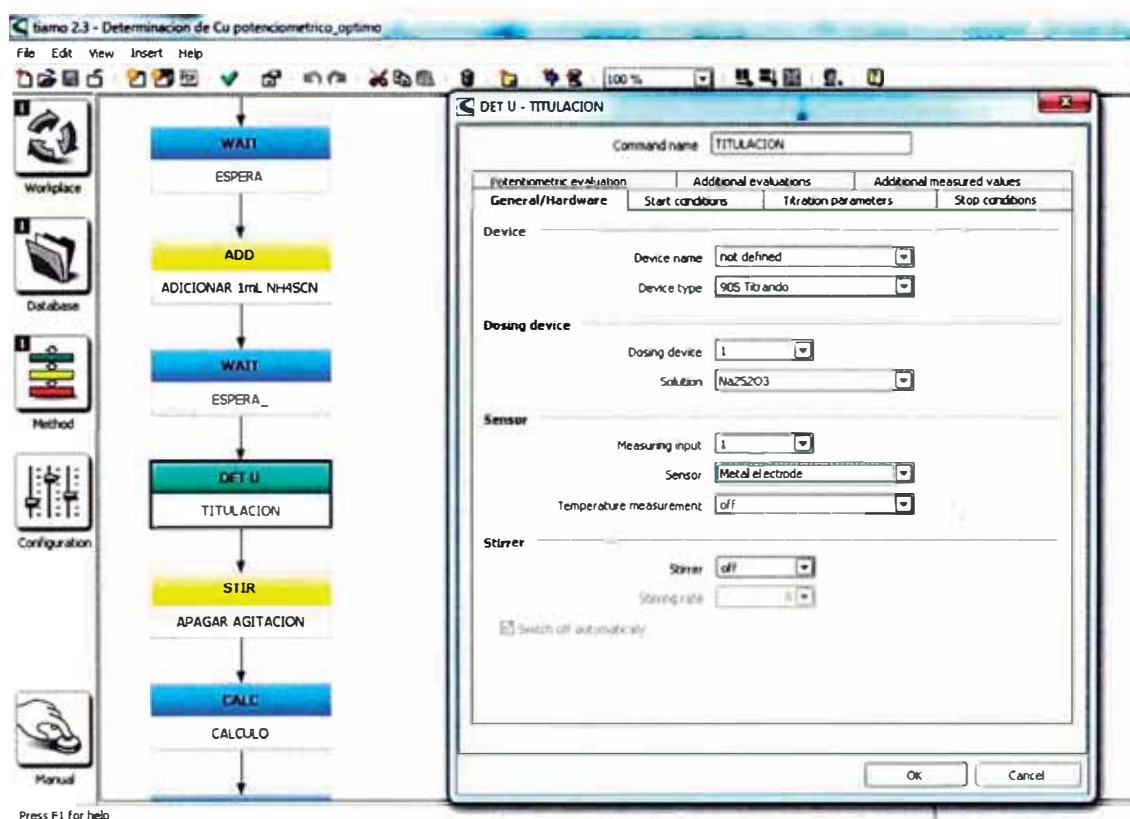 tiamo 2.3 - Determinacion de Cu potenciometrico_optimo
File Edit View Insert Help
100 %
Workplace
Database
Method
Configuration
Manual
WAIT
ESPERA
ADD
ADICIONAR 1mL NH4SCN
WAIT
ESPERA_
DET U
TITULACION
STIR
APAGAR AGITACION
CALC
CALCULO
DET U - TITULACION
Command name TITULACION
Potentiometric evaluation Additional evaluations Additional measured values
General/Hardware Start conditions Titration parameters Stop conditions
Device
Device name not defined
Device type 905 Titrando
Dosing device
Dosing device 1
Solution Na2S2O3
Sensor
Measuring input 1
Sensor Metal electrode
Temperature measurement off
Stirrer
Stirrer off
Stirring rate
Switch off automatically
OK Cancel
Press F1 for help